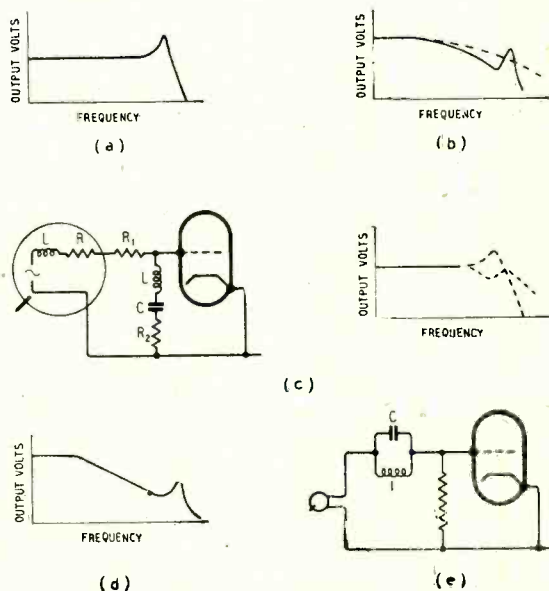 OUTPUT VOLTS
FREQUENCY
(a)
OUTPUT VOLTS
FREQUENCY
(b)
L R R₁
L
C
R₂
OUTPUT VOLTS
FREQUENCY
(c)
OUTPUT VOLTS
FREQUENCY
(d)
C
(e)